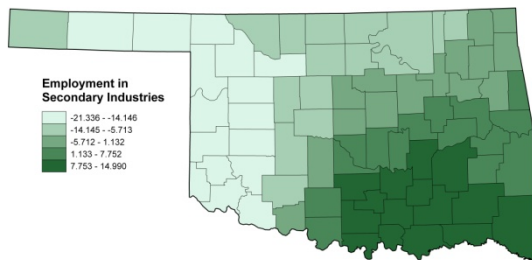 Employment in
Secondary Industries
-21.336 - -14.146
-14.145 - -5.713
-5.712 - 1.132
1.133 - 7.752
7.753 - 14.990